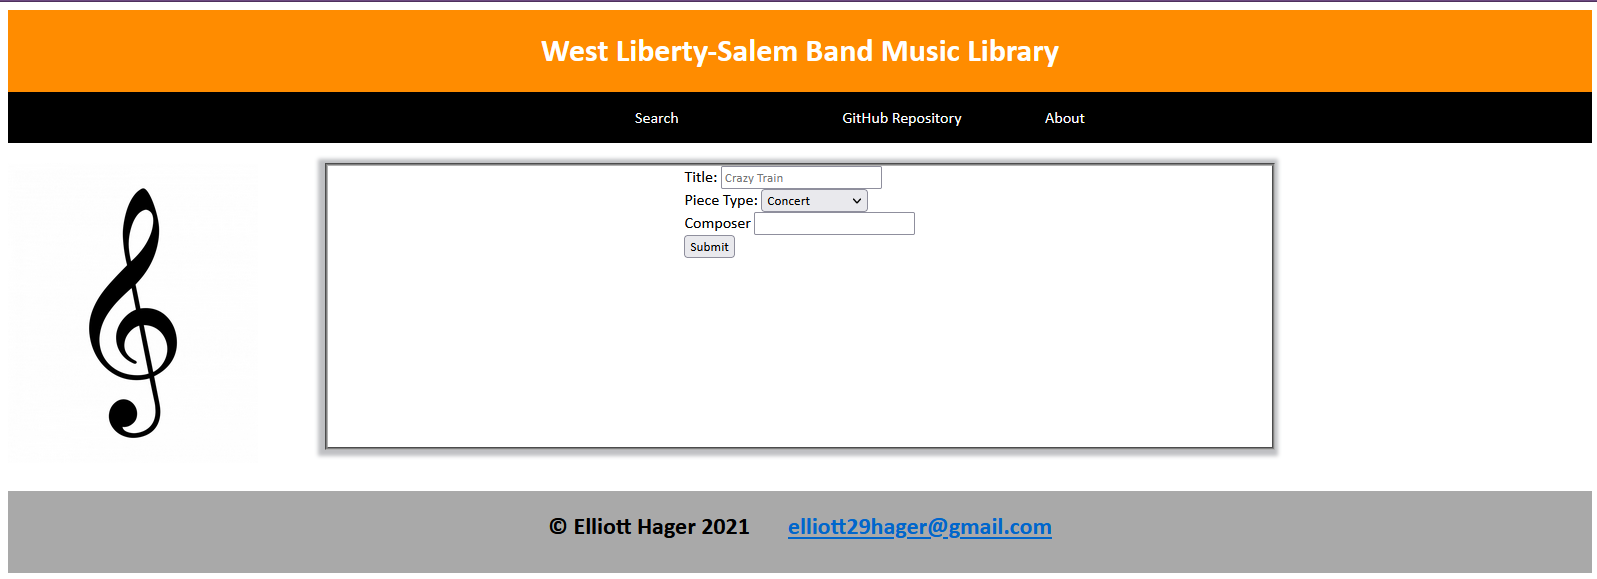 West Liberty-Salem Band Music Library
Search GitHub Repository About
Title: Crazy Train
Piece Type: Concert
Composer
Submit
© Elliott Hager 2021 elliott29hager@gmail.com